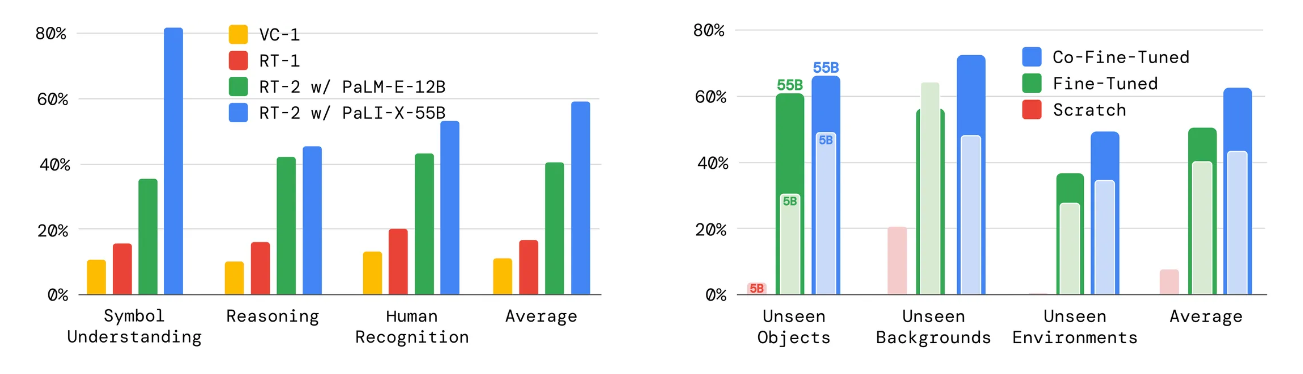 80%
60%
40%
20%
0%
VC-1
RT-1
RT-2 w/ PaLM-E-12B
RT-2 w/ PaLI-X-55B
Symbol
Understanding
Reasoning
Human
Recognition
Average
80%
60%
40%
20%
0%
Co-Fine-Tuned
Fine-Tuned
Scratch
55B
55B
5B
5B
5B
Unseen
Objects
Unseen
Backgrounds
Unseen
Environments
Average